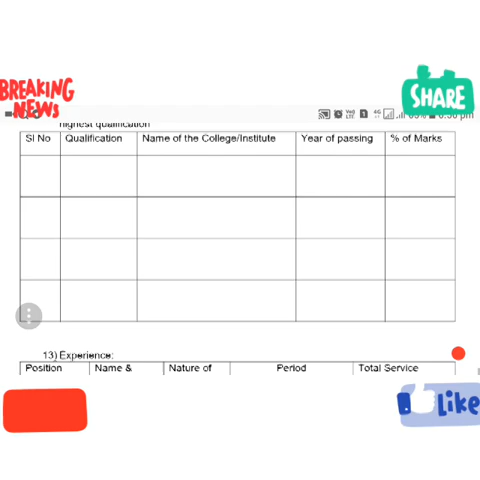 BREAKING
NEWS
SHARE
highest qualification
Sl No Qualification Name of the College/Institute Year of passing % of Marks
13) Experience:
Position Name & Nature of Period Total Service
Like